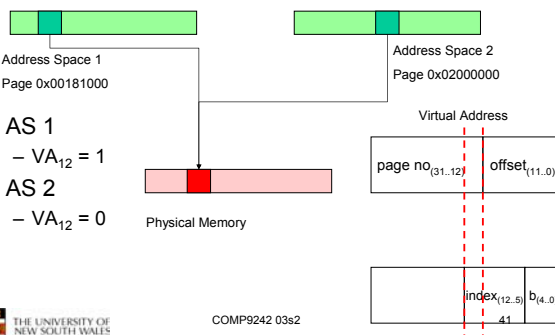 Address Space 1
Page 0x00181000
Address Space 2
Page 0x02000000
AS 1
– VA12 = 1
AS 2
– VA12 = 0
Physical Memory
Virtual Address
page no(31..12)
offset(11..0)
index(12..5)
b(4..0
THE UNIVERSITY OF
NEW SOUTH WALES
COMP9242 03s2
41